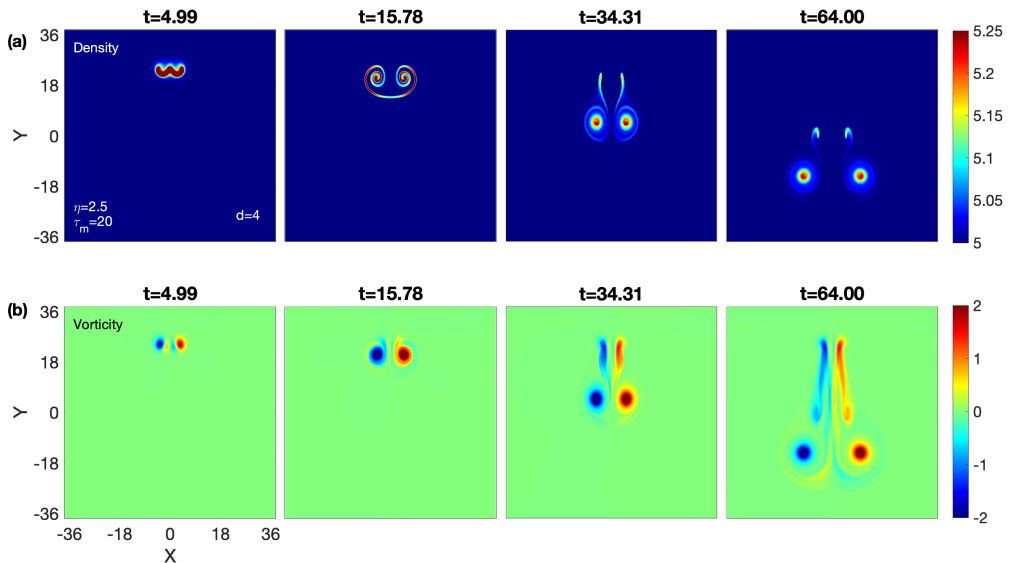 t=4.99 t=15.78 t=34.31 t=64.00
(a)
Density
36
18
0
-18
-36
Y
η=2.5
τm=20
d=4
5.25
5.2
5.15
5.1
5.05
5
t=4.99 t=15.78 t=34.31 t=64.00
(b)
Vorticity
36
18
0
-18
-36
Y
-36 -18 0 18 36
X
2
1
0
-1
-2